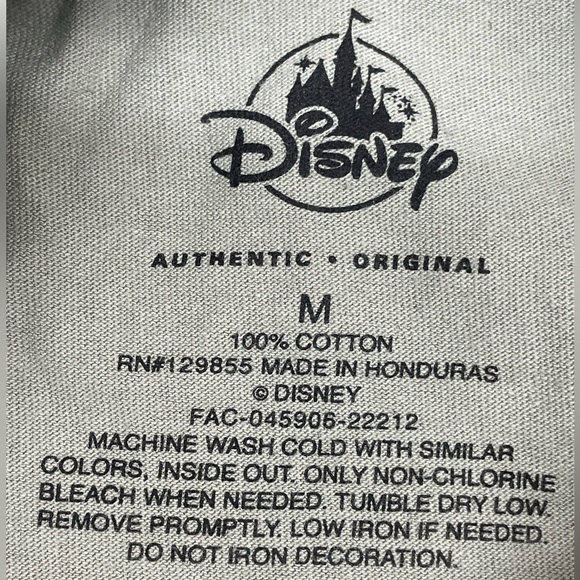 Disney
AUTHENTIC • ORIGINAL
M
100% COTTON
RN#129855 MADE IN HONDURAS
© DISNEY
FAC-045906-22212
MACHINE WASH COLD WITH SIMILAR
COLORS, INSIDE OUT. ONLY NON-CHLORINE
BLEACH WHEN NEEDED. TUMBLE DRY LOW.
REMOVE PROMPTLY. LOW IRON IF NEEDED.
DO NOT IRON DECORATION.